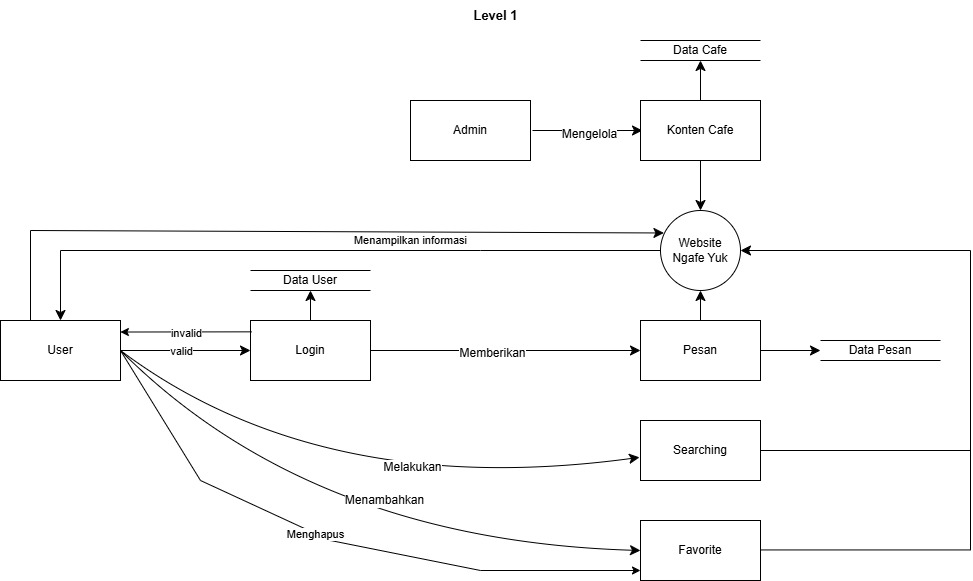 Level 1
Data Cafe
Admin
Mengelola
Konten Cafe
Menampilkan informasi
Website
Ngafe Yuk
Data User
invalid
valid
User
Login
Memberikan
Pesan
Data Pesan
Searching
Melakukan
Menambahkan
Menghapus
Favorite